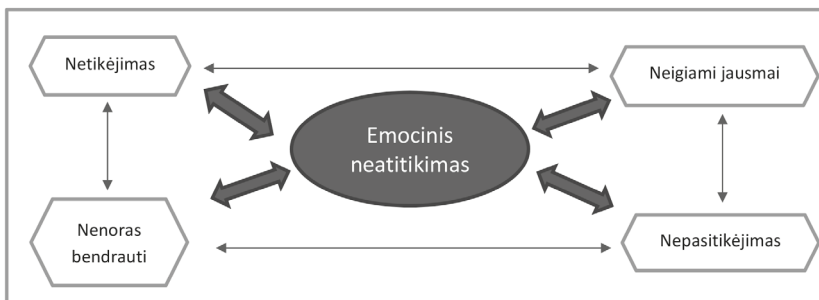 Netikėjimas
Neigiami jausmai
Emocinis
neatitikimas
Nenoras
bendrauti
Nepasitikėjimas